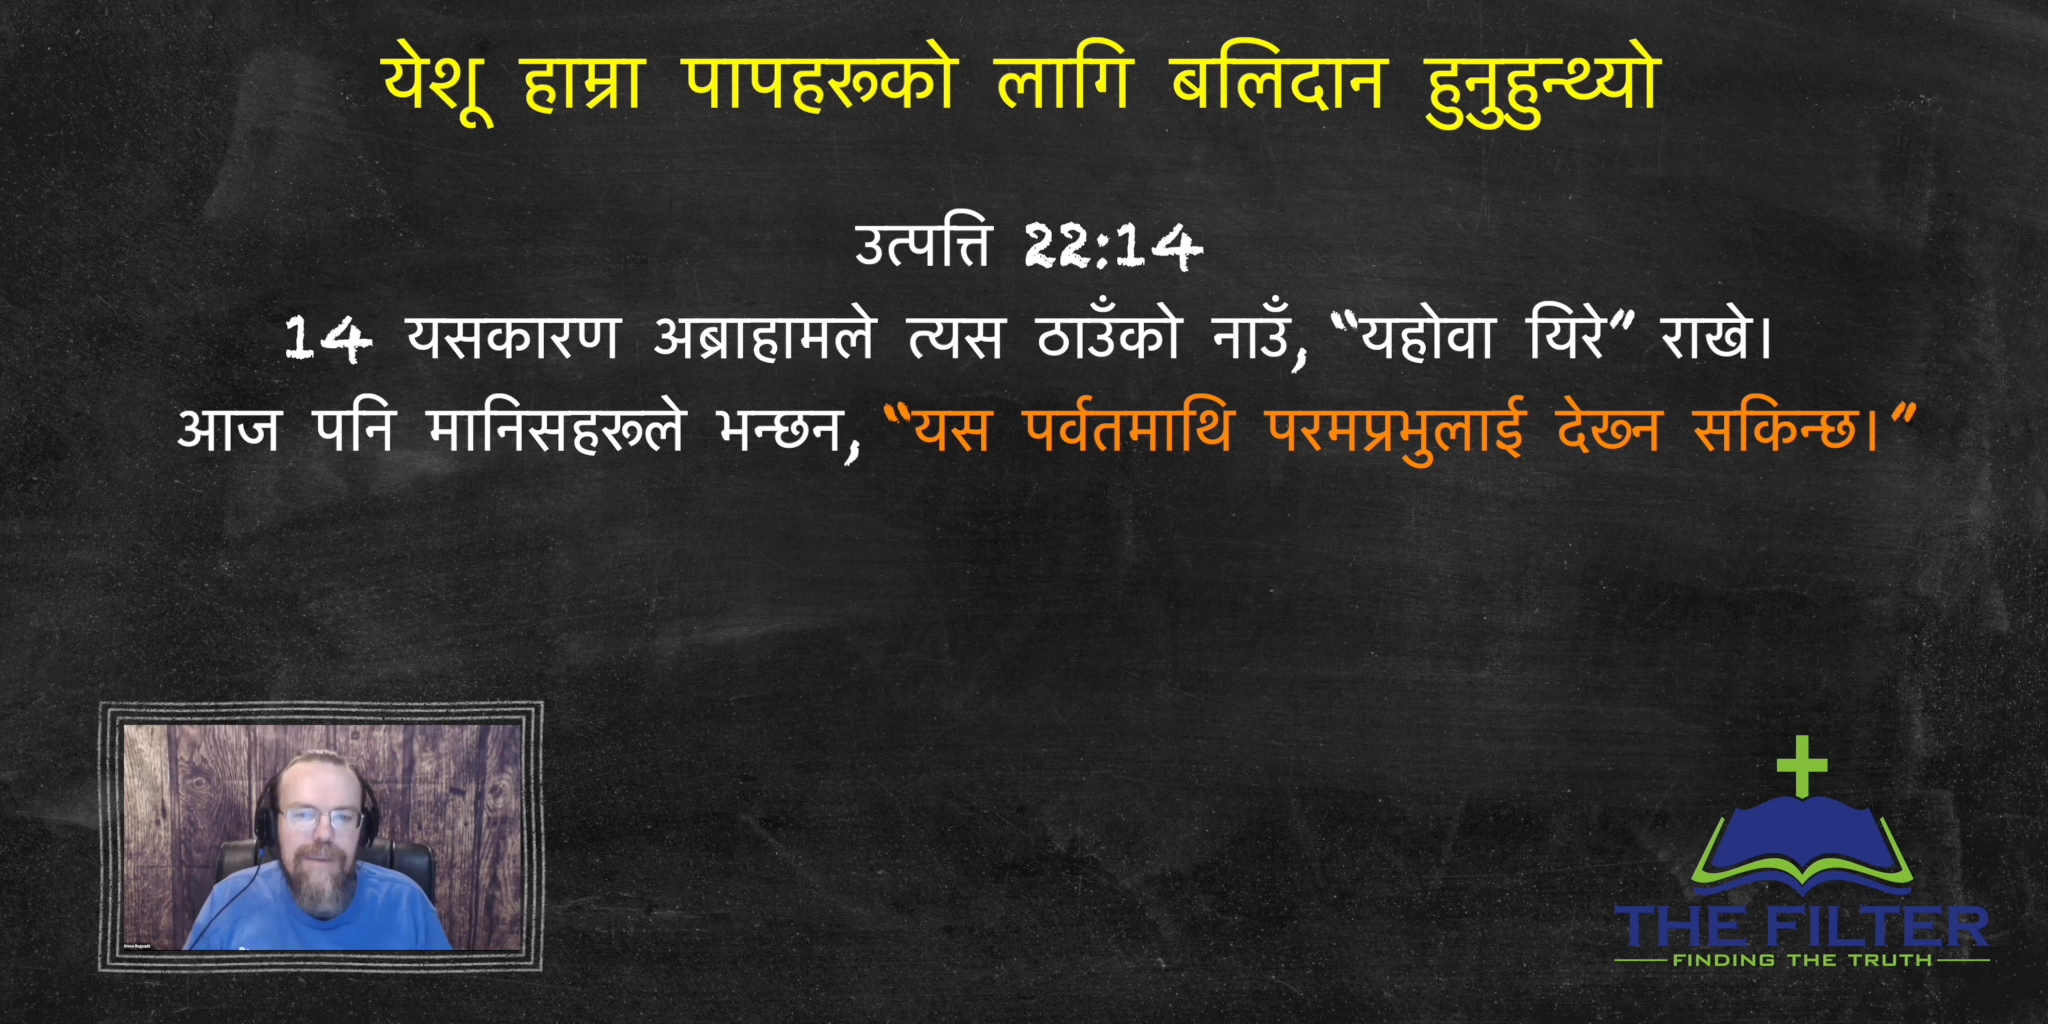 येशू हाम्रा पापहरूको लागि बलिदान हुनुहुन्थ्यो
उत्पत्ति 22:14
14 यसकारण अब्राहामले त्यस ठाउँको नाउँ, “यहोवा यिरे” राखे।
आज पनि मानिसहरूले भन्छन, “यस पर्वतमाथि परमप्रभुलाई देख्न सकिन्छ।”
THE FILTER
FINDING THE TRUTH